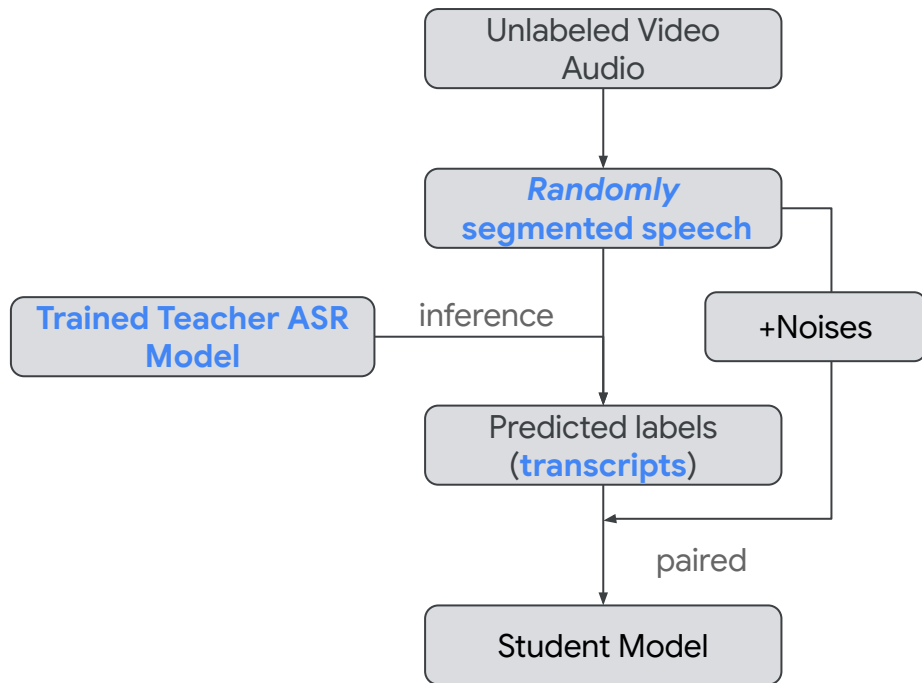 Unlabeled Video
Audio
Randomly
segmented speech
Trained Teacher ASR
Model
inference
+Noises
Predicted labels
(transcripts)
paired
Student Model